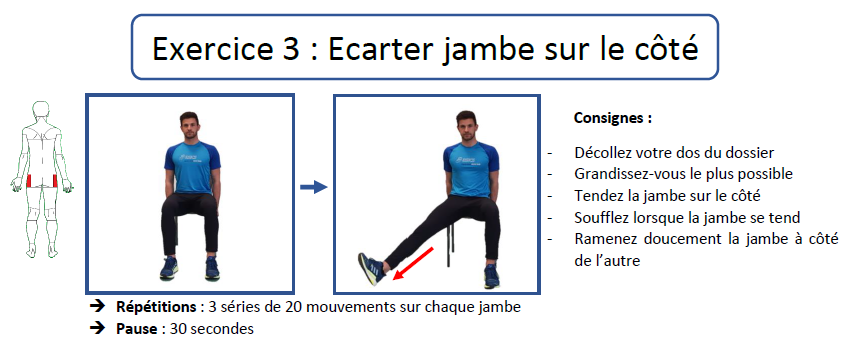 Exercice 3 : Ecarter jambe sur le côté
Consignes :
- Décollez votre dos du dossier
- Grandissez-vous le plus possible
- Tendez la jambe sur le côté
- Soufflez lorsque la jambe se tend
- Ramenez doucement la jambe à côté
de l’autre
➔ Répétitions : 3 séries de 20 mouvements sur chaque jambe
➔ Pause : 30 secondes